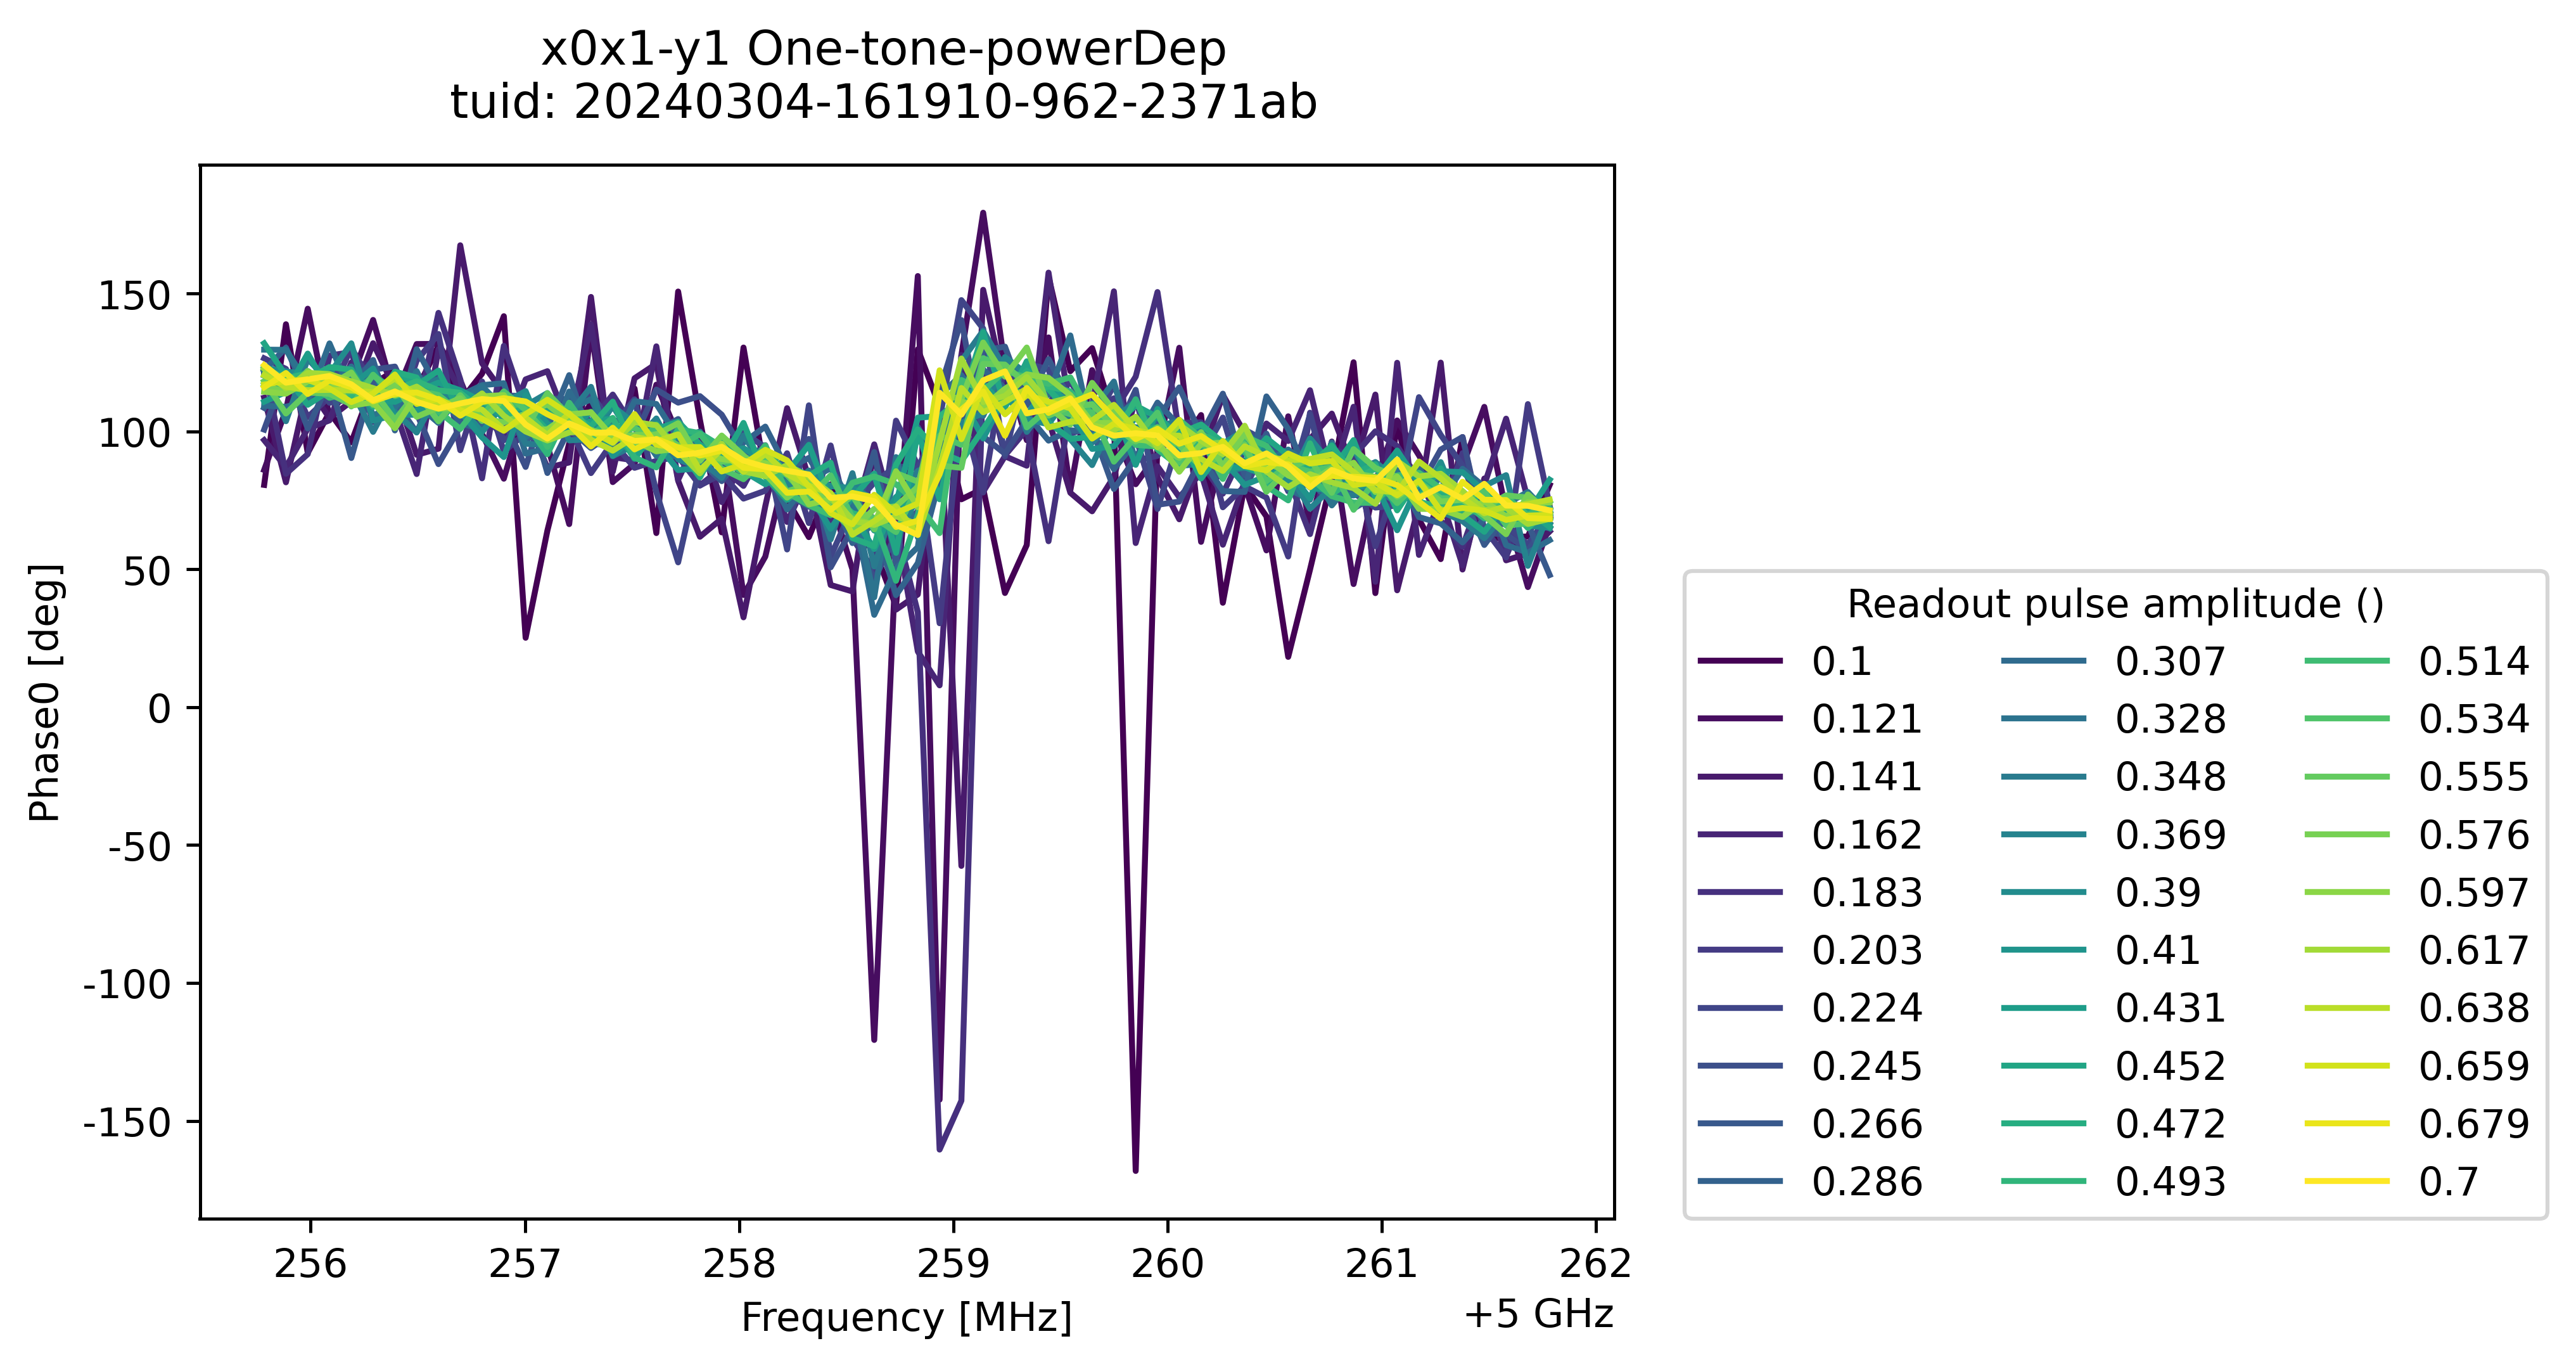 x0x1-y1 One-tone-powerDep
tuid: 20240304-161910-962-2371ab
Phase0 [deg]
150
100
50
0
-50
-100
-150
256 257 258 259 260 261 262
Frequency [MHz]
+5 GHz
Readout pulse amplitude ()
0.1 0.307 0.514
0.121 0.328 0.534
0.141 0.348 0.555
0.162 0.369 0.576
0.183 0.39 0.597
0.203 0.41 0.617
0.224 0.431 0.638
0.245 0.452 0.659
0.266 0.472 0.679
0.286 0.493 0.7